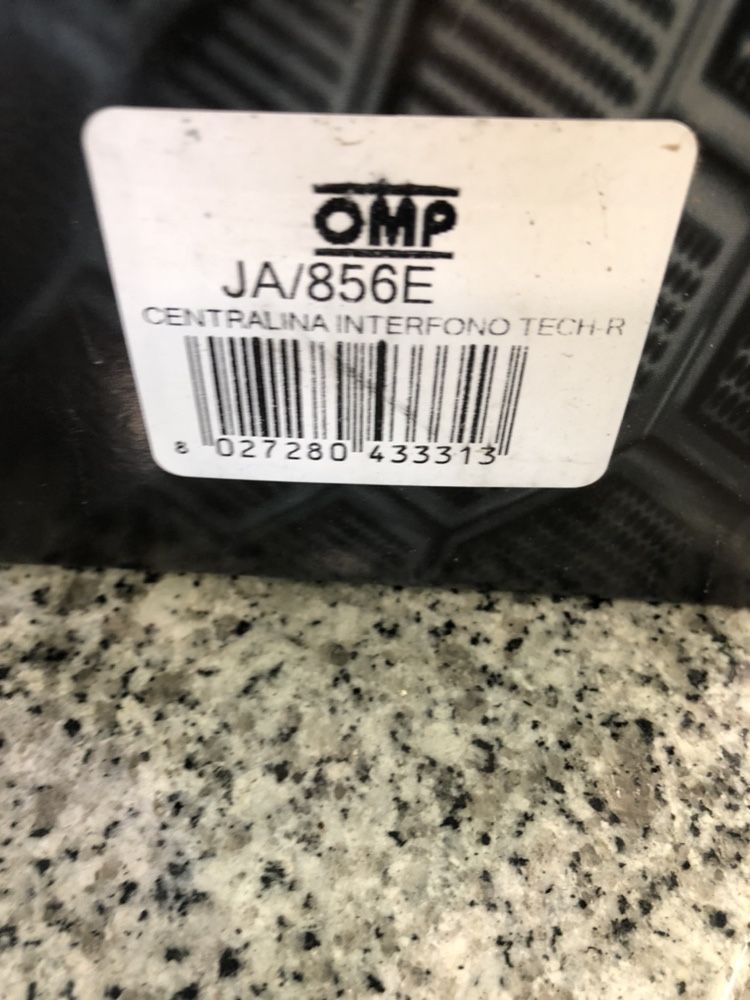 OMP
JA/856E
CENTRALINA INTERFONO TECH-R
8 027280 433313